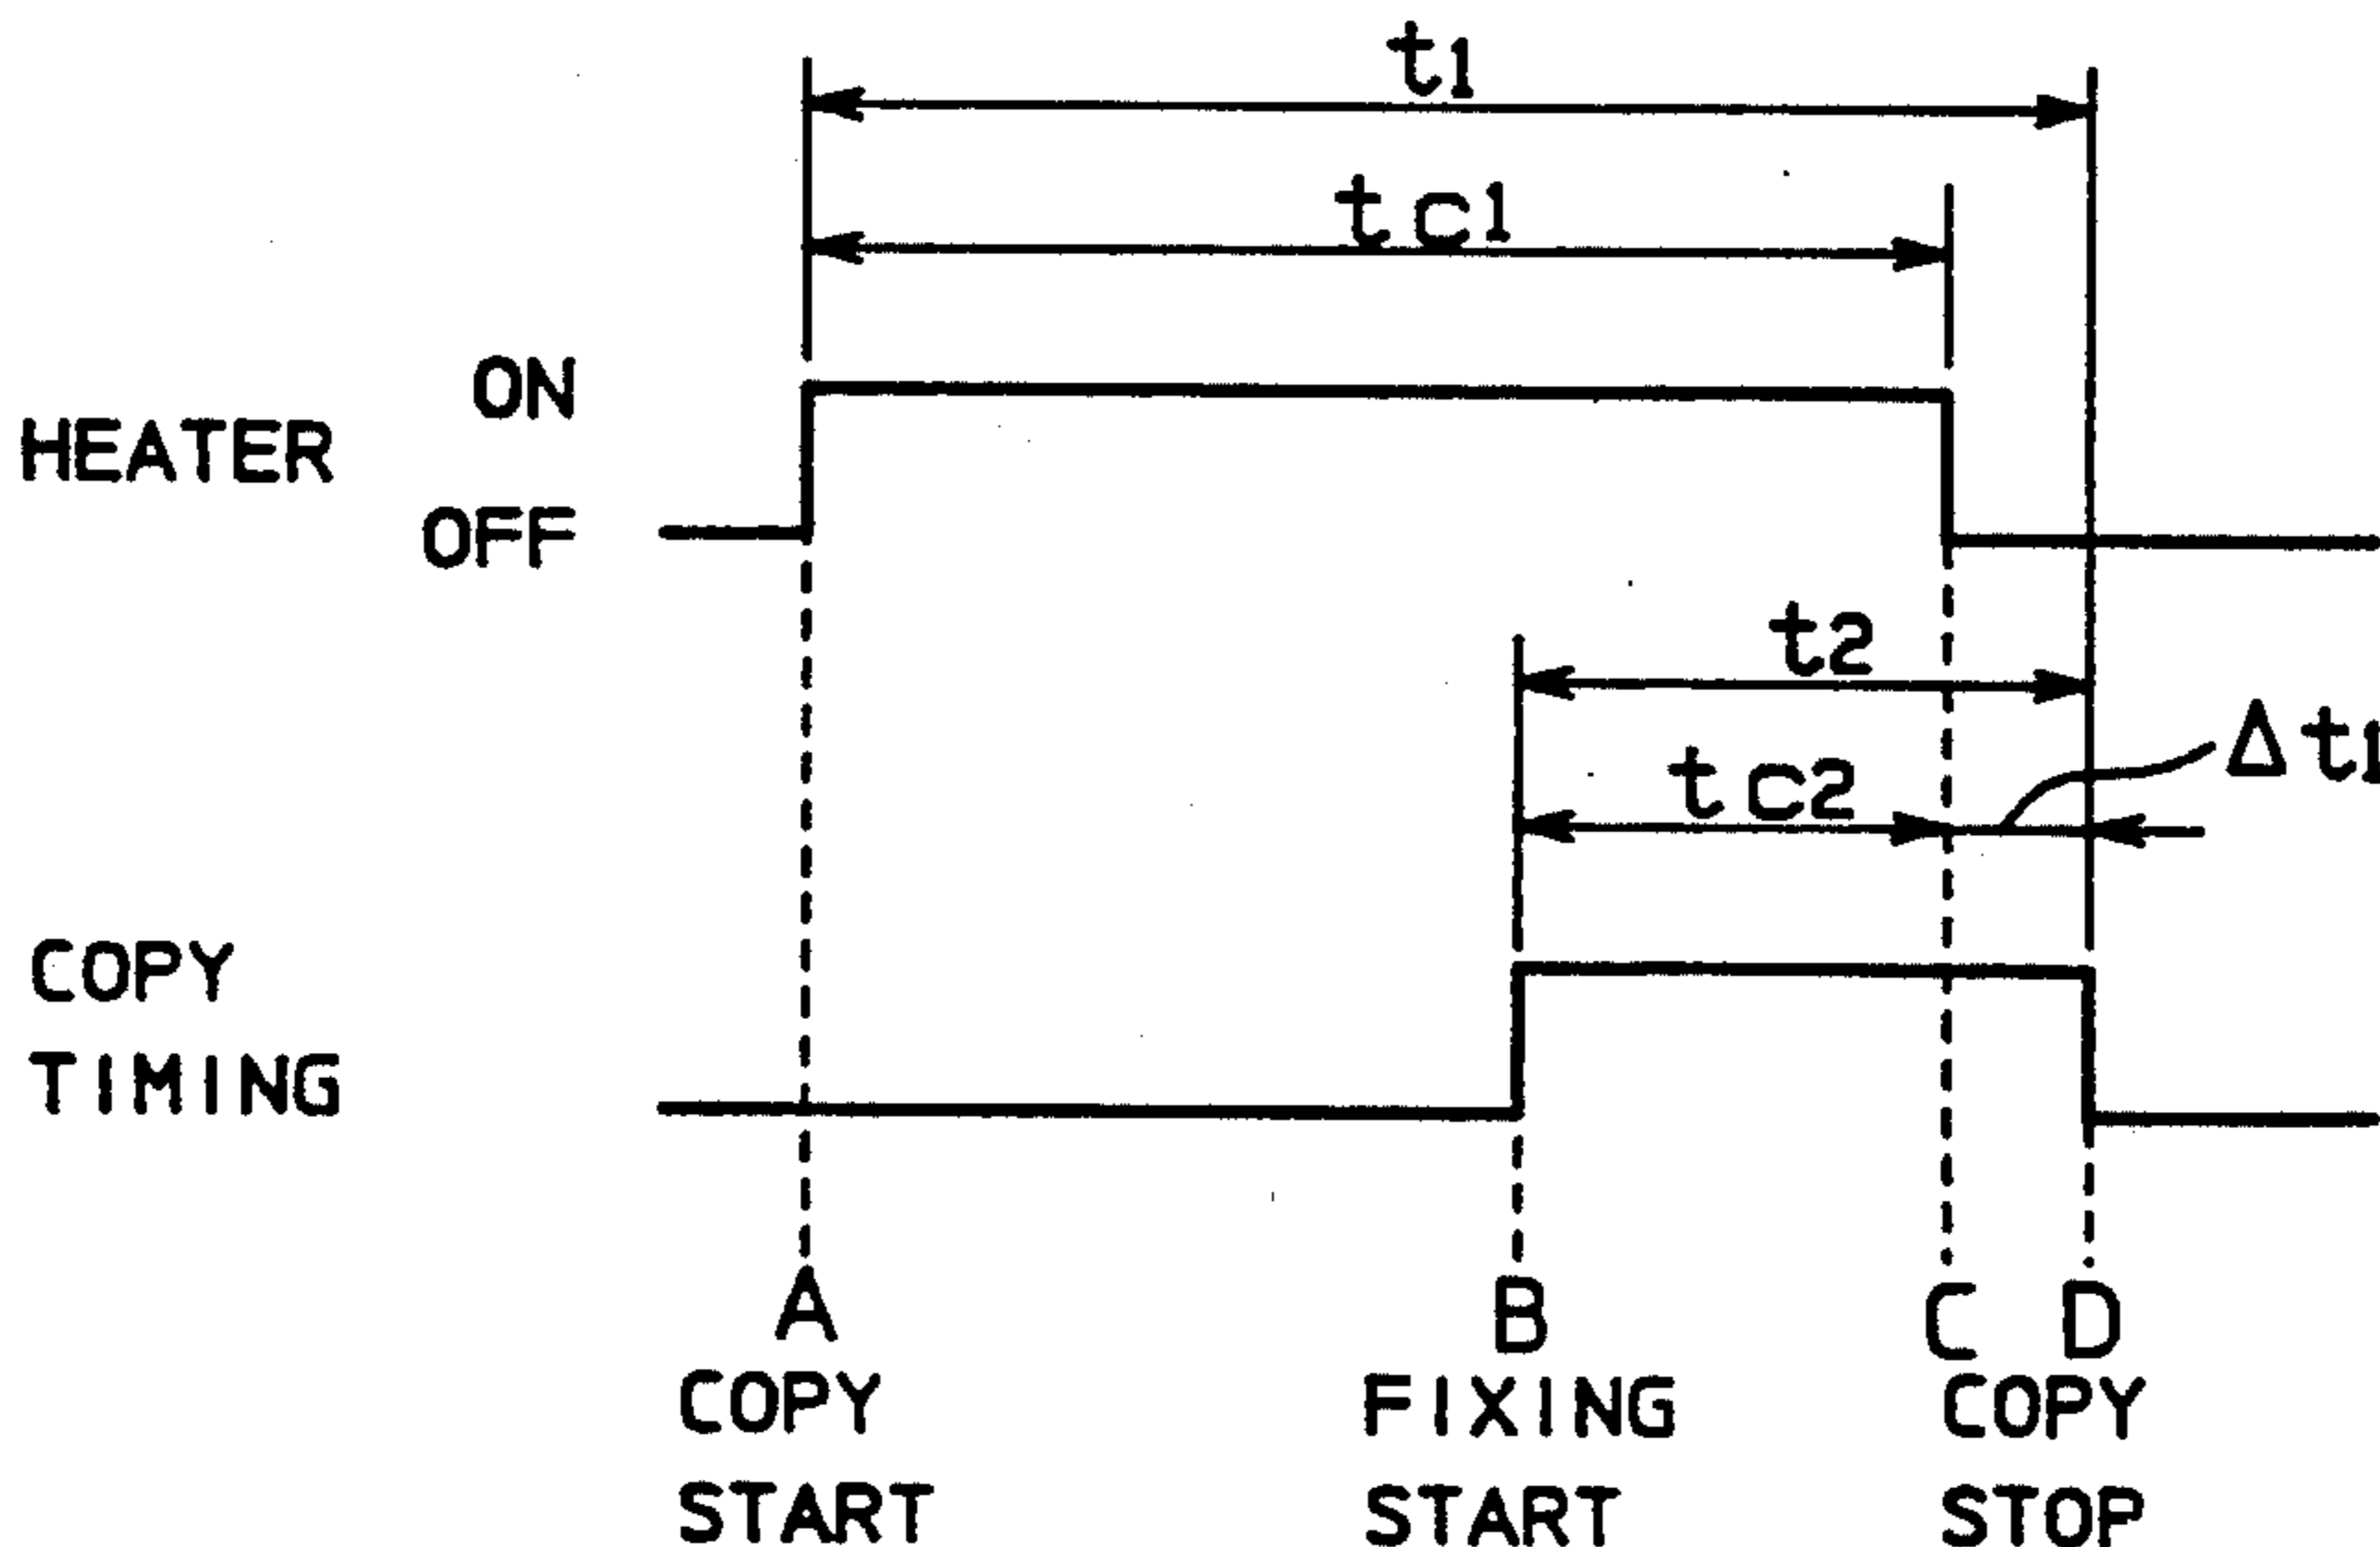 t1
tc1
ON
HEATER
OFF
t2
Δt1
tc2
COPY
TIMING
A
B
C
D
COPY
START
FIXING
START
COPY
STOP